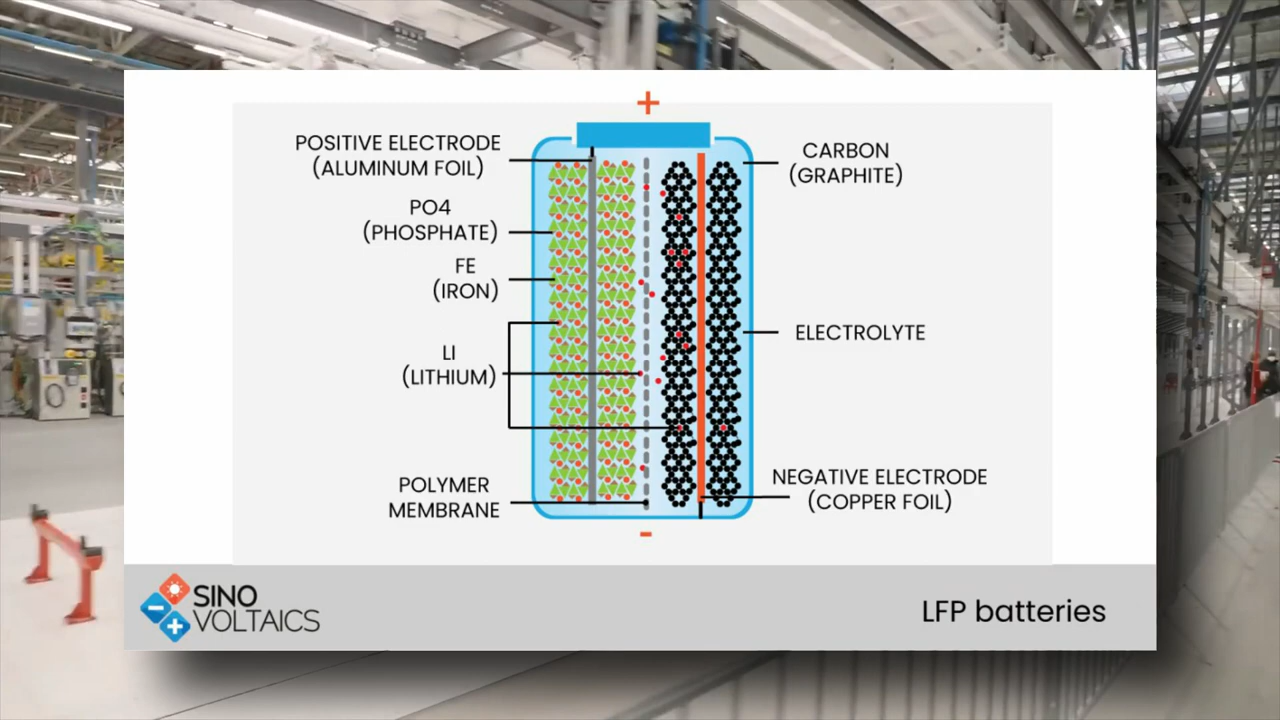 +
POSITIVE ELECTRODE
(ALUMINUM FOIL)
PO4
(PHOSPHATE)
FE
(IRON)
LI
(LITHIUM)
POLYMER
MEMBRANE
CARBON
(GRAPHITE)
ELECTROLYTE
NEGATIVE ELECTRODE
(COPPER FOIL)
-
SINO
VOLTAICS
LFP batteries